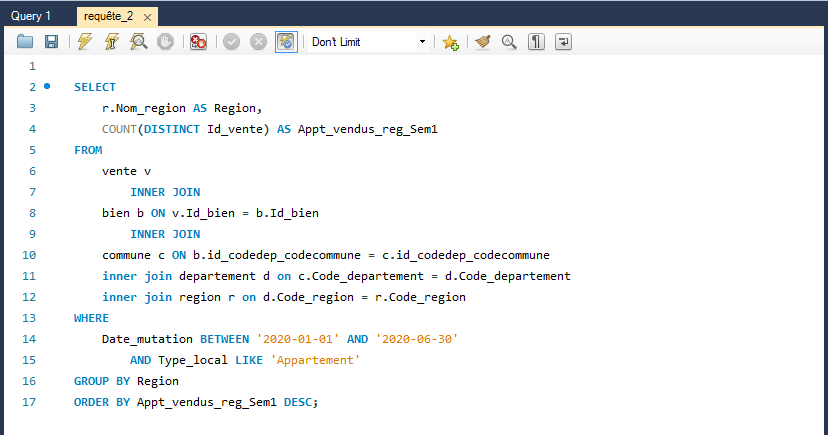 Query 1 requête_2 ×
Don't Limit
1
2 SELECT
3 r.Nom_region AS Region,
4 COUNT(DISTINCT Id_vente) AS Appt_vendus_reg_Sem1
5 FROM
6 vente v
7 INNER JOIN
8 bien b ON v.Id_bien = b.Id_bien
9 INNER JOIN
10 commune c ON b.id_codedep_codecommune = c.id_codedep_codecommune
11 inner join departement d on c.Code_departement = d.Code_departement
12 inner join region r on d.Code_region = r.Code_region
13 WHERE
14 Date_mutation BETWEEN '2020-01-01' AND '2020-06-30'
15 AND Type_local LIKE 'Appartement'
16 GROUP BY Region
17 ORDER BY Appt_vendus_reg_Sem1 DESC;